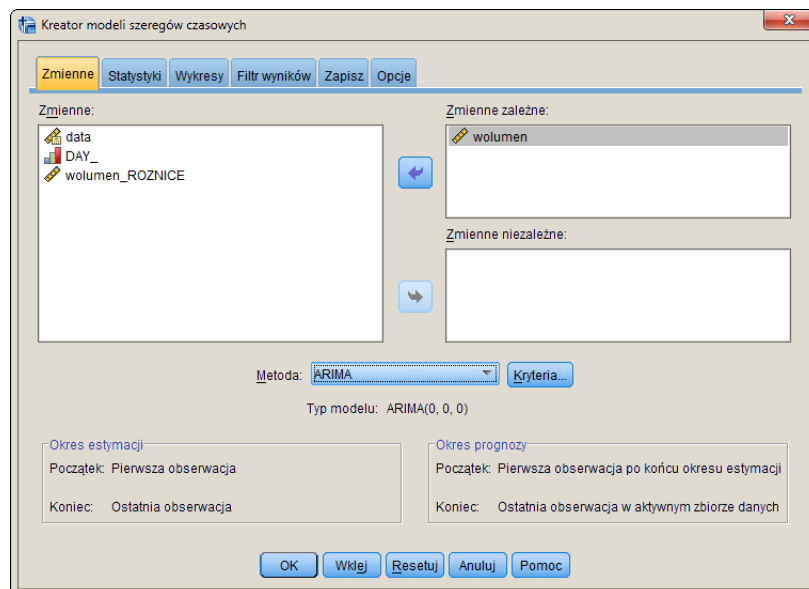 Kreator modeli szeregów czasowych
Zmienne Statystyki Wykresy Filtr wyników Zapisz Opcje
Zmienne:
data
DAY_
wolumen_ROZNICE
Zmienne zależne:
wolumen
Zmienne niezależne:
Metoda: ARIMA Kryteria...
Typ modelu: ARIMA(0, 0, 0)
Okres estymacji
Początek: Pierwsza obserwacja
Koniec: Ostatnia obserwacja
Okres prognozy
Początek: Pierwsza obserwacja po końcu okresu estymacji
Koniec: Ostatnia obserwacja w aktywnym zbiorze danych
OK Wklej Resetuj Anuluj Pomoc